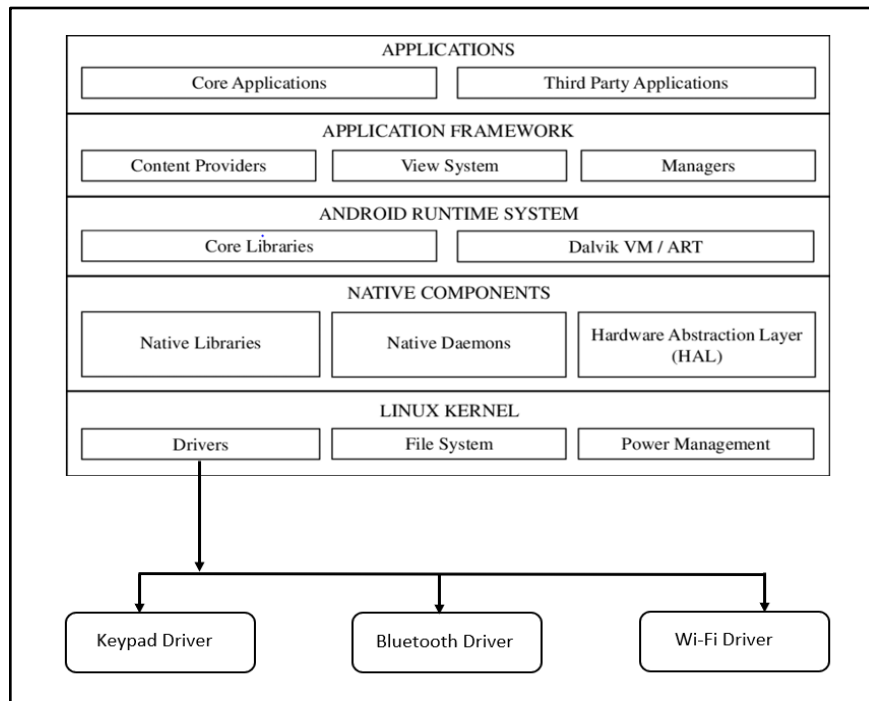 APPLICATIONS
Core Applications
Third Party Applications
APPLICATION FRAMEWORK
Content Providers
View System
Managers
ANDROID RUNTIME SYSTEM
Core Libraries
Dalvik VM / ART
NATIVE COMPONENTS
Native Libraries
Native Daemons
Hardware Abstraction Layer
(HAL)
LINUX KERNEL
Drivers
File System
Power Management
Keypad Driver
Bluetooth Driver
Wi-Fi Driver